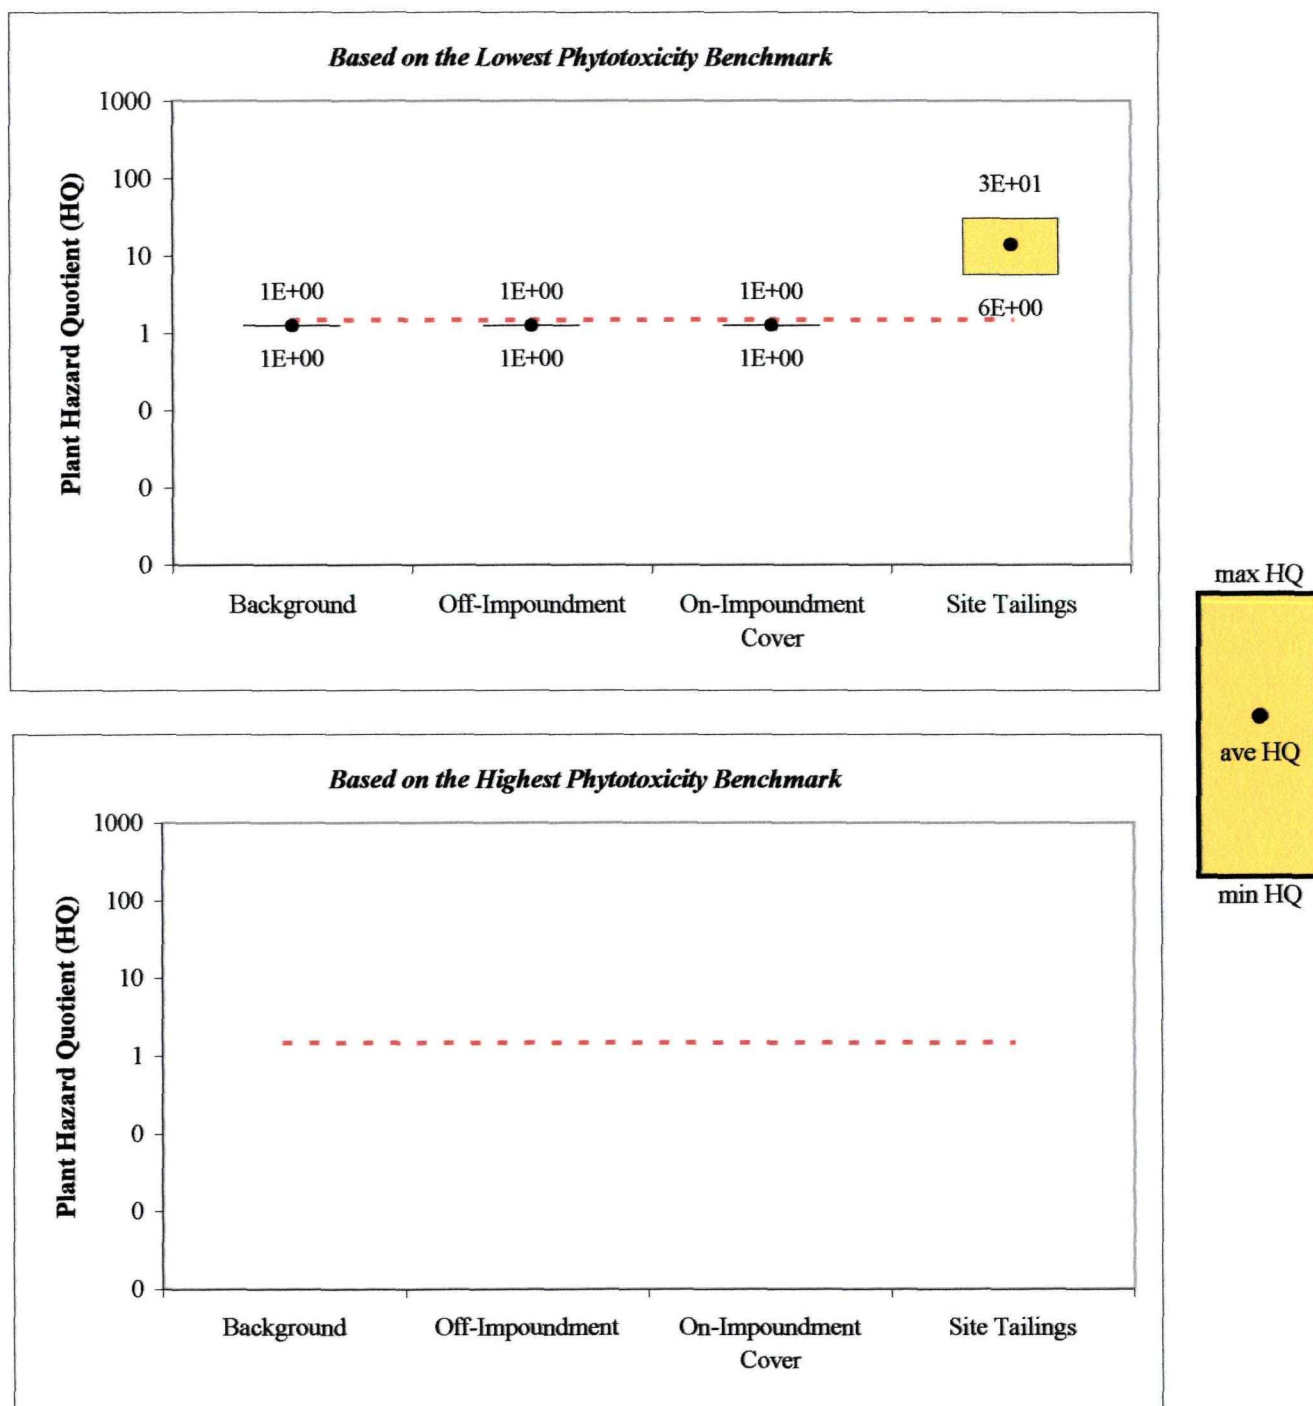 Based on the Lowest Phytotoxicity Benchmark
Plant Hazard Quotient (HQ)
1000
100
10
1
0
0
0
3E+01
6E+00
1E+00
1E+00
1E+00
1E+00
1E+00
1E+00
Background
Off-Impoundment
On-Impoundment
Cover
Site Tailings
max HQ
ave HQ
min HQ
Based on the Highest Phytotoxicity Benchmark
Plant Hazard Quotient (HQ)
1000
100
10
1
0
0
0
Background
Off-Impoundment
On-Impoundment
Cover
Site Tailings